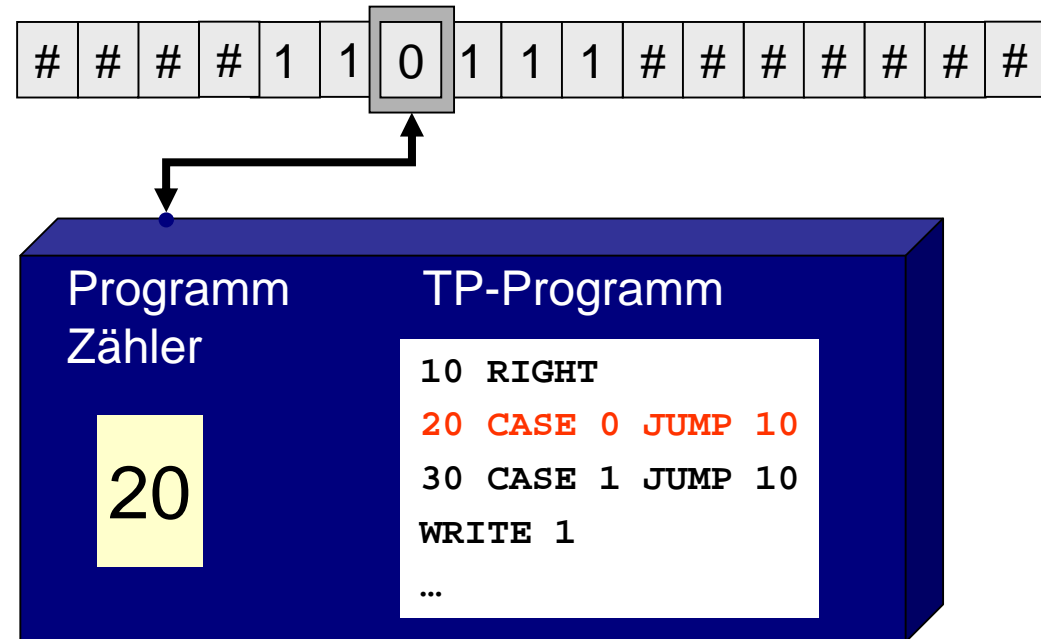 # # # # 1 1 0 1 1 1 # # # # # # #
Programm
Zähler
20
TP-Programm
10 RIGHT
20 CASE 0 JUMP 10
30 CASE 1 JUMP 10
WRITE 1
…